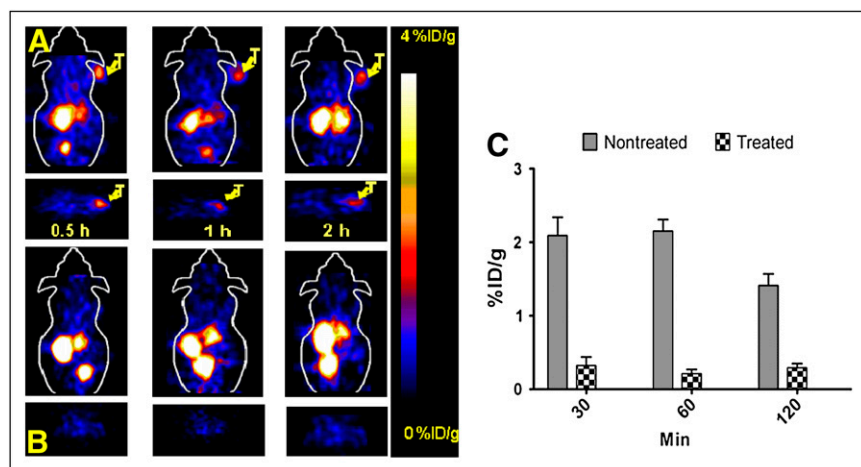 A
T
T
T
4 %ID/g
T
T
T
0.5 h
1 h
2 h
B
0 %ID/g
C
Nontreated
Treated
%ID/g
3
2
1
0
30
60
120
Min